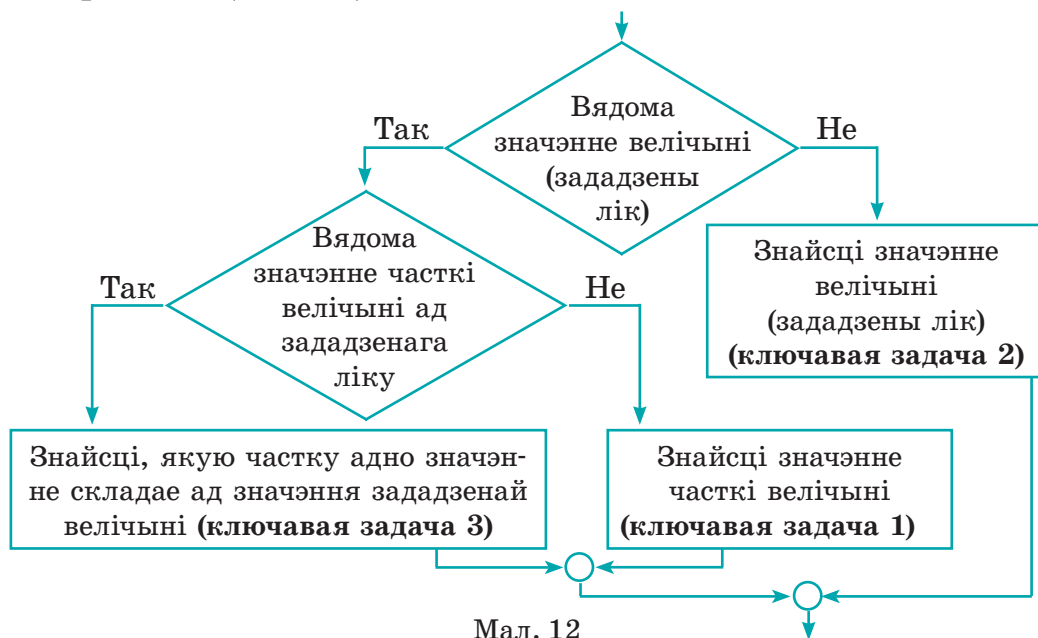 Вядома
значэнне велічыні
(зададзены
лік)
Так
Не
Вядома
значэнне часткі
велічыні ад
зададзенага
ліку
Знайсці значэнне
велічыні
(зададзены лік)
(ключавая задача 2)
Так
Не
Знайсці, якую частку адно значэн-
не складае ад значэння зададзенай
велічыні (ключавая задача 3)
Знайсці значэнне
часткі велічыні
(ключавая задача 1)
Мал. 12